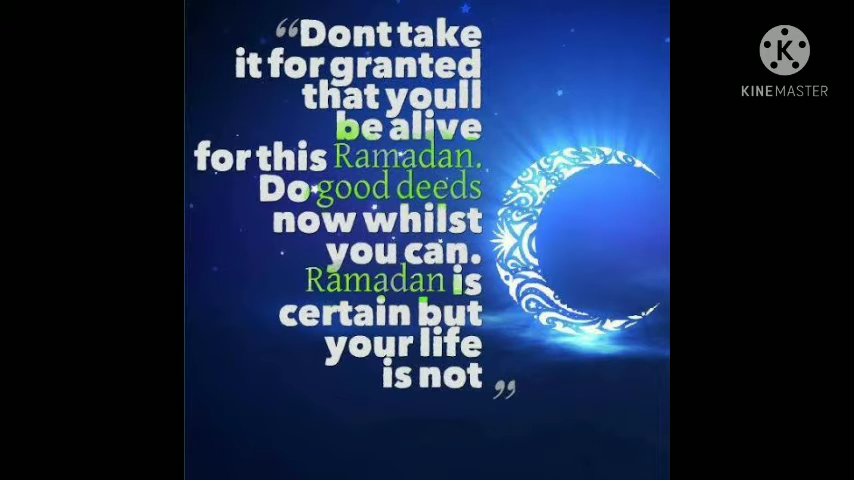 “Dont take
it for granted
that youll
be alive
for this Ramadan.
Do good deeds
now whilst
you can.
Ramadan is
certain but
your life
is not ”
K
KINEMASTER